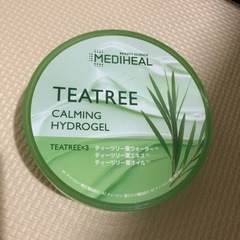 BEAUTY SCIENCE
MEDIHEAL
TEATREE
CALMING
HYDROGEL
TEATREE×3
ティーツリー葉ウォーター
ティーツリー葉エキス
ティーツリー葉オイル